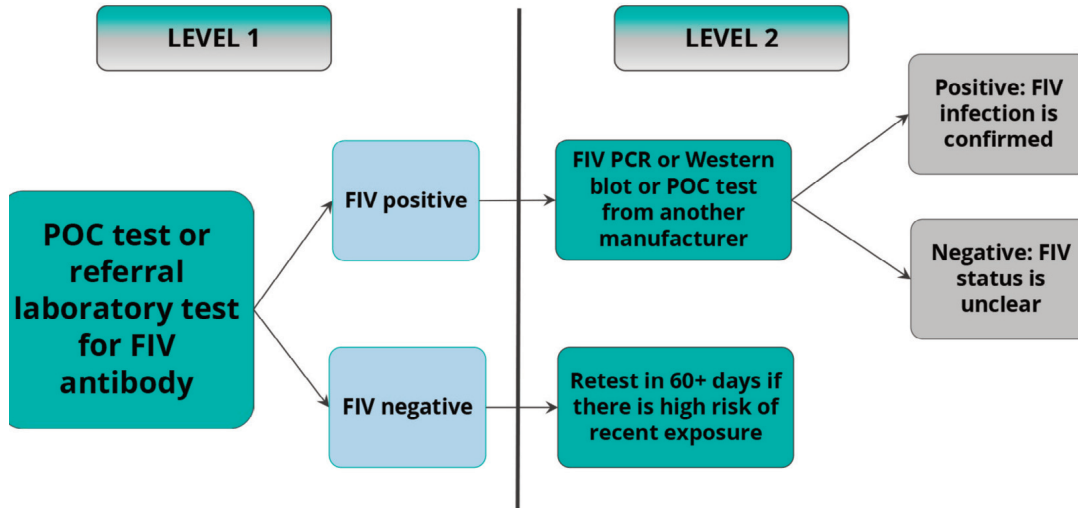 LEVEL 1
LEVEL 2
POC test or
referral
laboratory test
for FIV
antibody
FIV positive
FIV negative
FIV PCR or Western
blot or POC test
from another
manufacturer
Retest in 60+ days if
there is high risk of
recent exposure
Positive: FIV
infection is
confirmed
Negative: FIV
status is
unclear